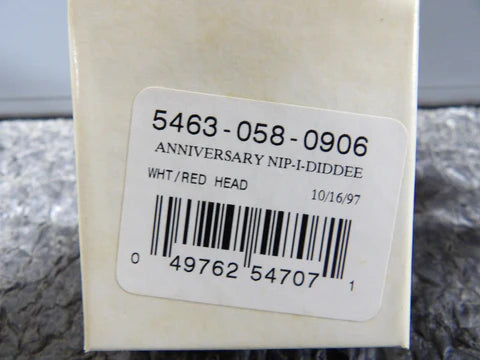 5463-058-0906
ANNIVERSARY NIP-I-DIDDEE
WHT/RED HEAD
10/16/97
0 49762 54707 1